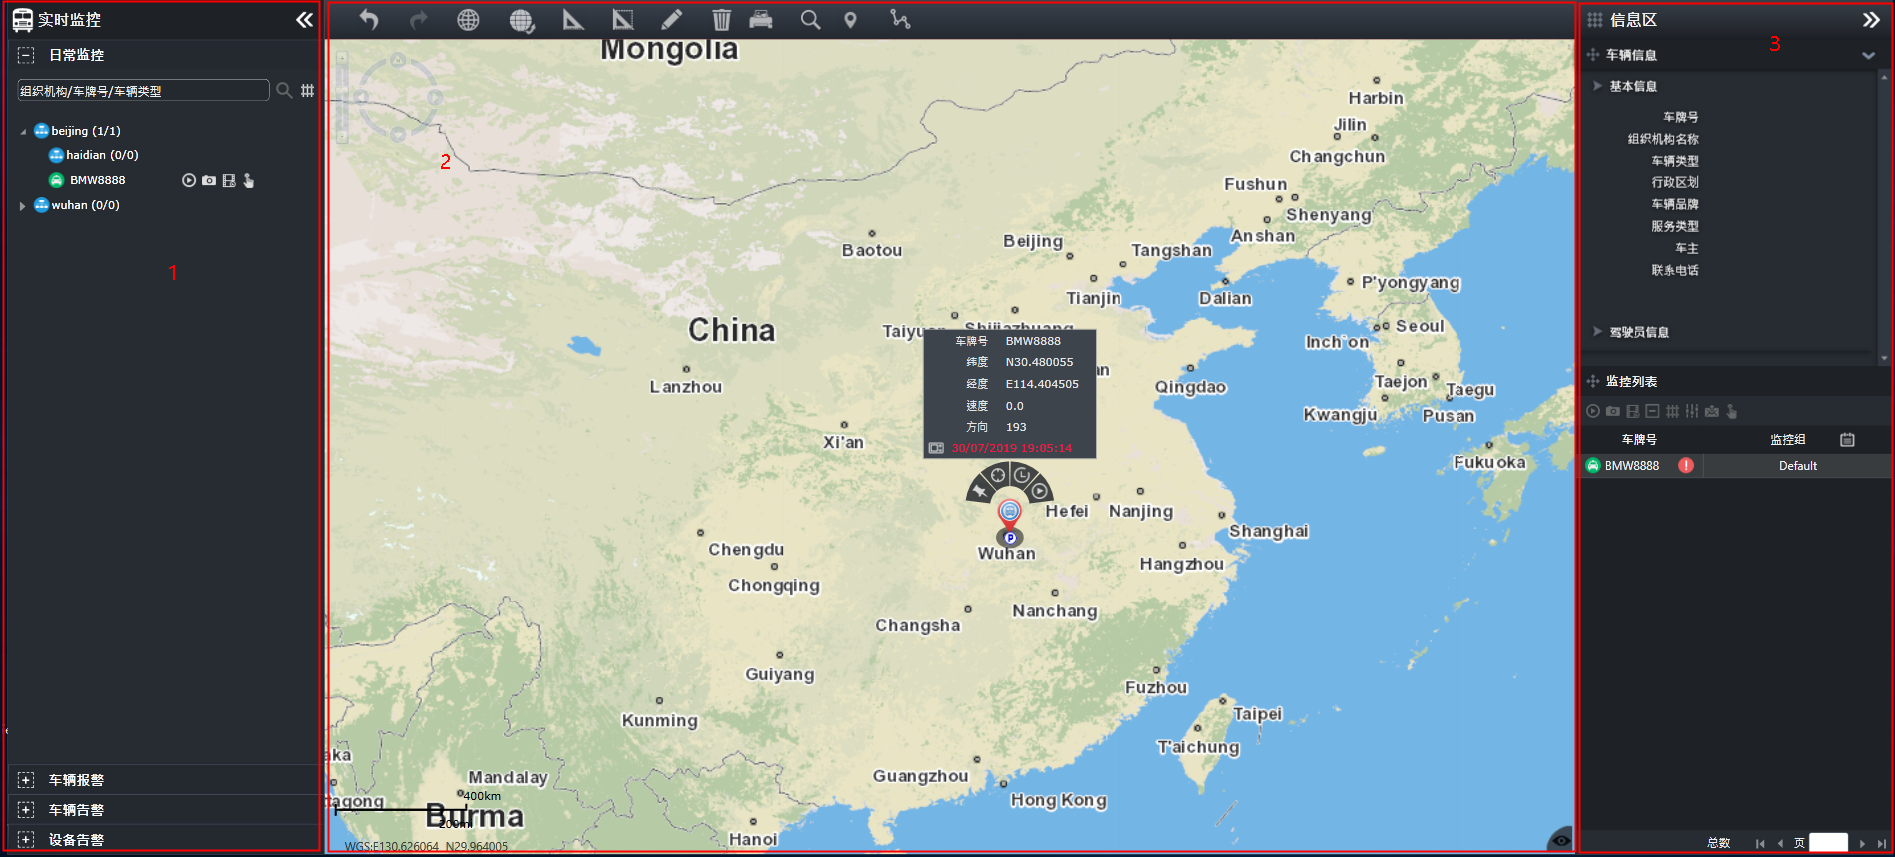 实时监控
日常监控
组织机构/车牌号/车辆类型
beijing (1/1)
haidian (0/0)
BMW8888
wuhan (0/0)
1
车辆报警
车辆告警
设备告警
2
Mongolia
Harbin
Jilin
Changchun
Fushun
Shenyang
Anshan
Beijing
Tangshan
Baotou
Tianjin
Dalian
P'yongyang
China
Seoul
Inch'on
Lanzhou
Qingdao
Taejon
Taegu
Kwangju
Pusan
Xi'an
Fukuoka
车牌号 BMW8888
纬度 N30.480055
经度 E114.404505
速度 0.0
方向 193
30/07/2019 19:05:14
P
Hefei
Nanjing
Shanghai
Wuhan
Chengdu
Hangzhou
Chongqing
Nanchang
Changsha
Guiyang
Fuzhou
Kunming
Taipei
T'aichung
Guangzhou
Mandalay
Hong Kong
Burma
Hanoi
400km
200mi
WGS:E130.626064 N29.964005
信息区
3
车辆信息
基本信息
车牌号
组织机构名称
车辆类型
行政区划
车辆品牌
服务类型
车主
联系电话
驾驶员信息
监控列表
车牌号 监控组
BMW8888 Default
总数 页